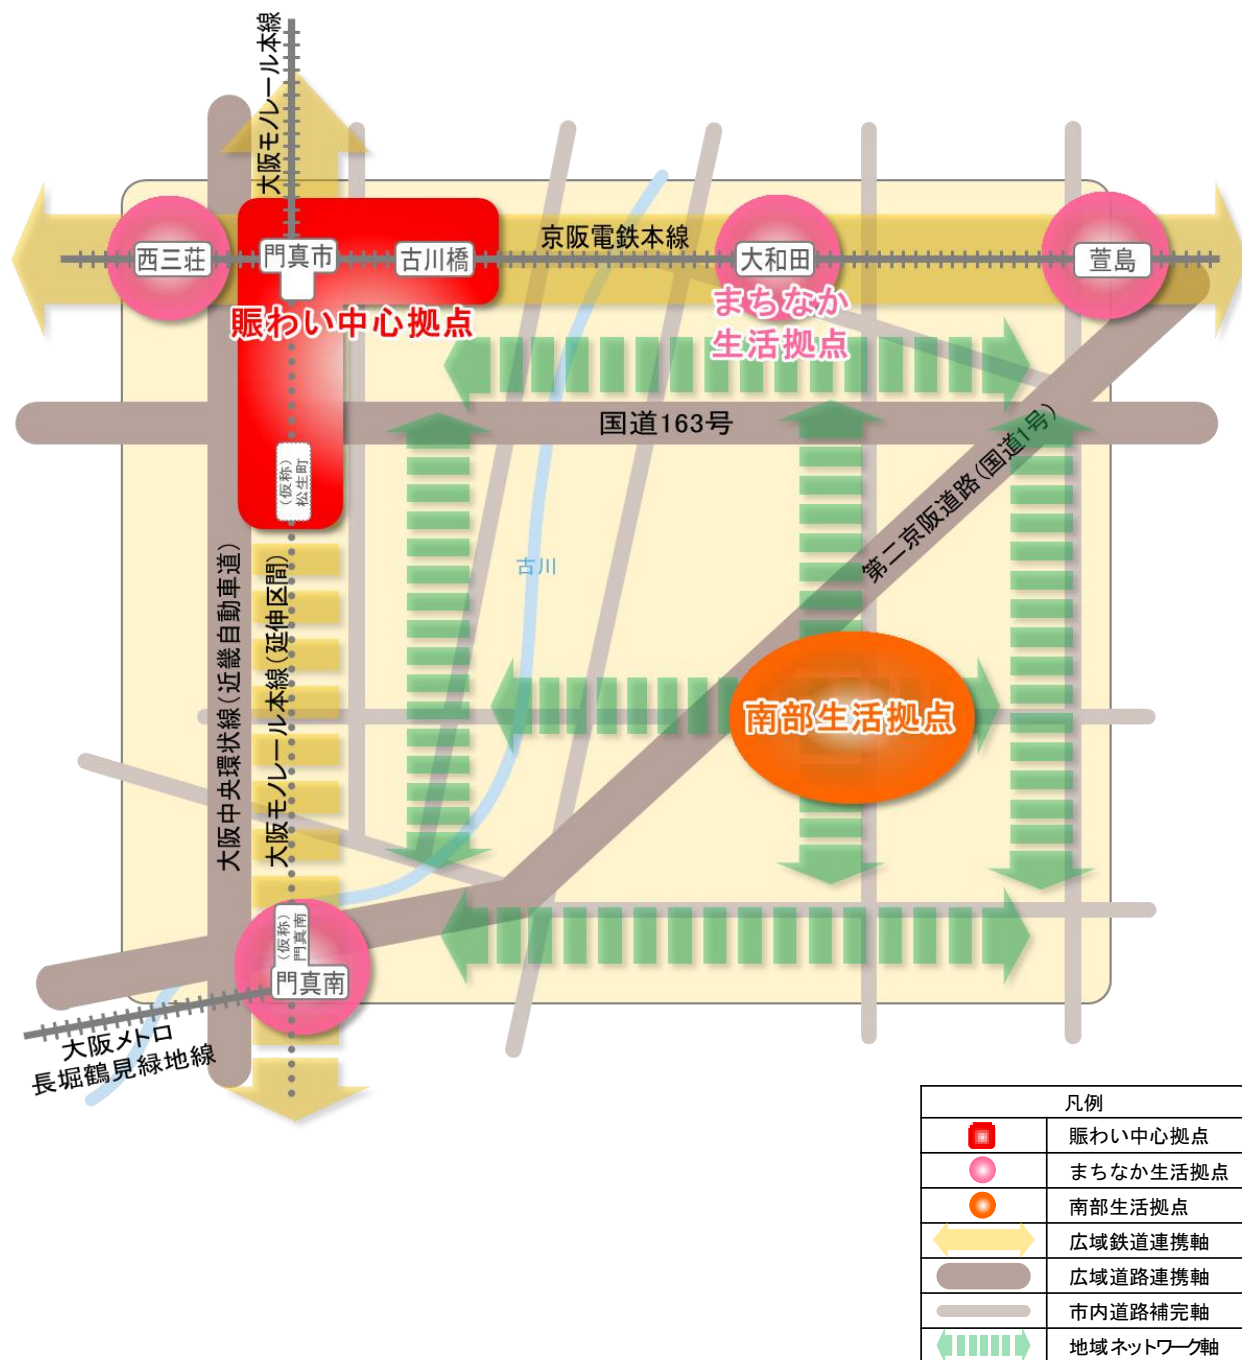 大阪モノレール本線
京阪電鉄本線
西三荘
門真市
古川橋
大和田
萱島
賑わい中心拠点
まちなか
生活拠点
国道163号
(仮称)
松生町
第二京阪道路(国道1号)
古川
大阪中央環状線(近畿自動車道)
大阪モノレール本線(延伸区間)
南部生活拠点
(仮称)
門真南
門真南
大阪メトロ
長堀鶴見緑地線
凡例
賑わい中心拠点
まちなか生活拠点
南部生活拠点
広域鉄道連携軸
広域道路連携軸
市内道路補完軸
地域ネットワーク軸